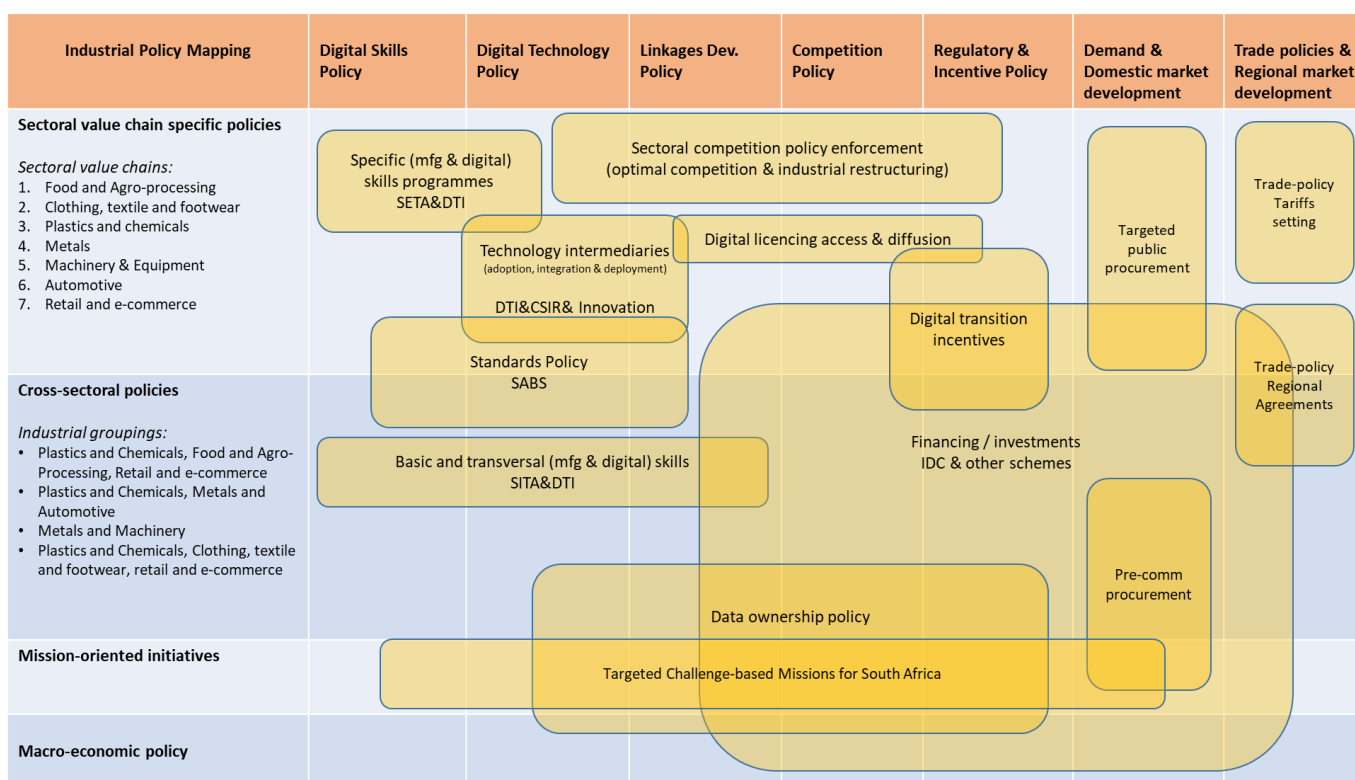 Industrial Policy Mapping
Digital Skills
Policy
Digital Technology
Policy
Linkages Dev.
Policy
Competition
Policy
Regulatory &
Incentive Policy
Demand &
Domestic market
development
Trade policies &
Regional market
development
Sectoral value chain specific policies
Sectoral value chains:
1. Food and Agro-processing
2. Clothing, textile and footwear
3. Plastics and chemicals
4. Metals
5. Machinery & Equipment
6. Automotive
7. Retail and e-commerce
Specific (mfg & digital)
skills programmes
SETA&DTI
Sectoral competition policy enforcement
(optimal competition & industrial restructuring)
Technology intermediaries
(adoption, integration & deployment)
DTI&CSIR& Innovation
Digital licencing access & diffusion
Digital transition
incentives
Targeted
public
procurement
Trade-policy
Tariffs
setting
Standards Policy
SABS
Trade-policy
Regional
Agreements
Cross-sectoral policies
Industrial groupings:
• Plastics and Chemicals, Food and Agro-
Processing, Retail and e-commerce
• Plastics and Chemicals, Metals and
Automotive
• Metals and Machinery
• Plastics and Chemicals, Clothing, textile
and footwear, retail and e-commerce
Basic and transversal (mfg & digital) skills
SITA&DTI
Financing / investments
IDC & other schemes
Pre-comm
procurement
Data ownership policy
Mission-oriented initiatives
Targeted Challenge-based Missions for South Africa
Macro-economic policy